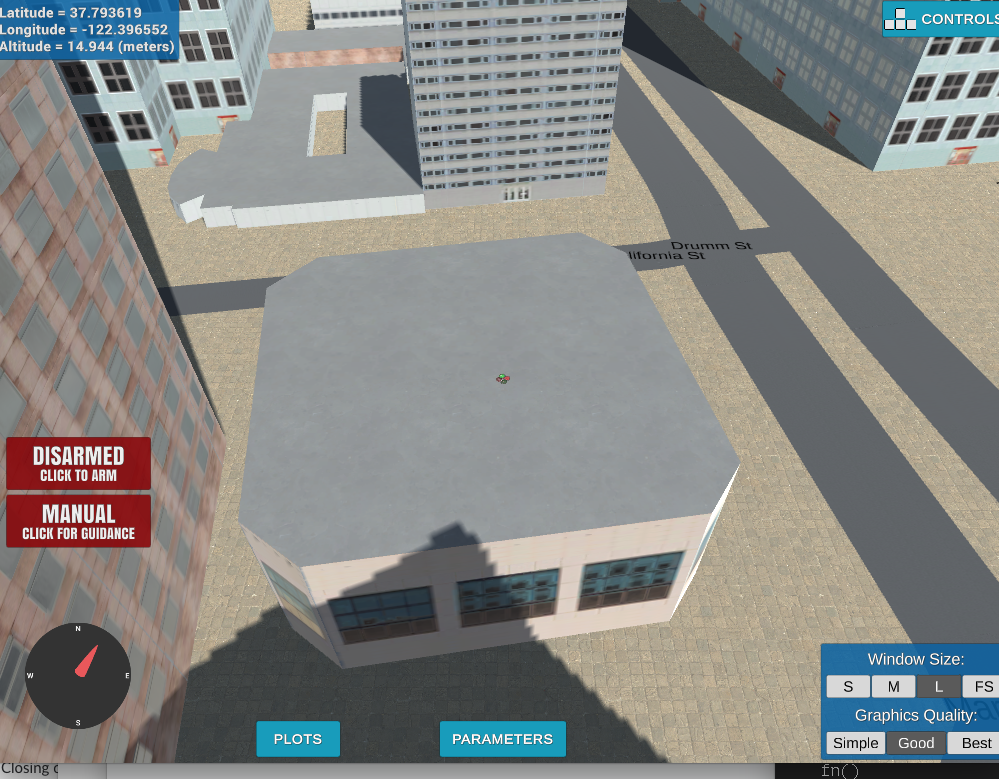 Latitude = 37.793619
Longitude = -122.396552
Altitude = 14.944 (meters)
CONTROLS
Drumm St
lifornia St
DISARMED
CLICK TO ARM
MANUAL
CLICK FOR GUIDANCE
N
W
E
S
Window Size:
S M L FS
Graphics Quality:
Simple Good Best
PLOTS
PARAMETERS
Closing
fn()